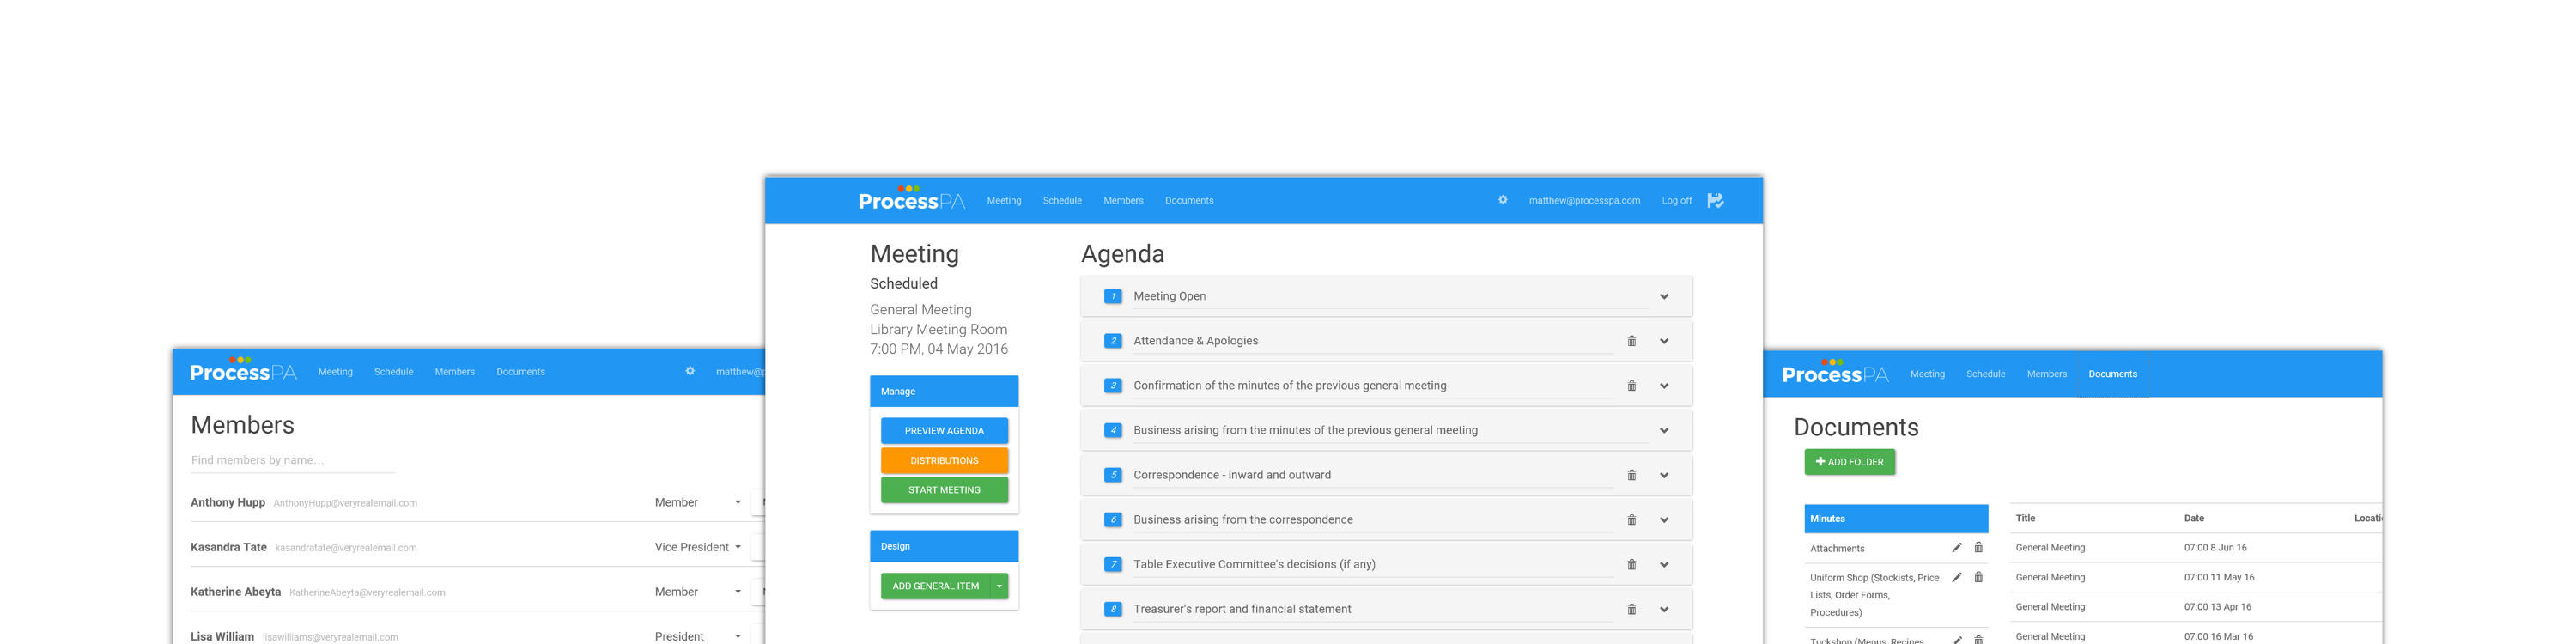 ProcessPA Meeting Schedule Members Documents matthew@p
Members
Find members by name...
Anthony Hupp AnthonyHupp@veryrealemail.com Member
Kasandra Tate kasandratate@veryrealemail.com Vice President
Katherine Abeyta KatherineAbeyta@veryrealemail.com Member
Lisa William lisawilliams@veryrealemail.com President
ProcessPA Meeting Schedule Members Documents matthew@processpa.com Log off
Meeting
Scheduled
General Meeting
Library Meeting Room
7:00 PM, 04 May 2016
Manage
PREVIEW AGENDA
DISTRIBUTIONS
START MEETING
Design
ADD GENERAL ITEM
Agenda
1 Meeting Open
2 Attendance & Apologies
3 Confirmation of the minutes of the previous general meeting
4 Business arising from the minutes of the previous general meeting
5 Correspondence - inward and outward
6 Business arising from the correspondence
7 Table Executive Committee's decisions (if any)
8 Treasurer's report and financial statement
ProcessPA Meeting Schedule Members Documents
Documents
+ ADD FOLDER
Minutes
Attachments
Uniform Shop (Stockists, Price
Lists, Order Forms,
Procedures)
Tuckshop (Menus, Recipes,
Title Date Locati
General Meeting 07:00 8 Jun 16
General Meeting 07:00 11 May 16
General Meeting 07:00 13 Apr 16
General Meeting 07:00 16 Mar 16